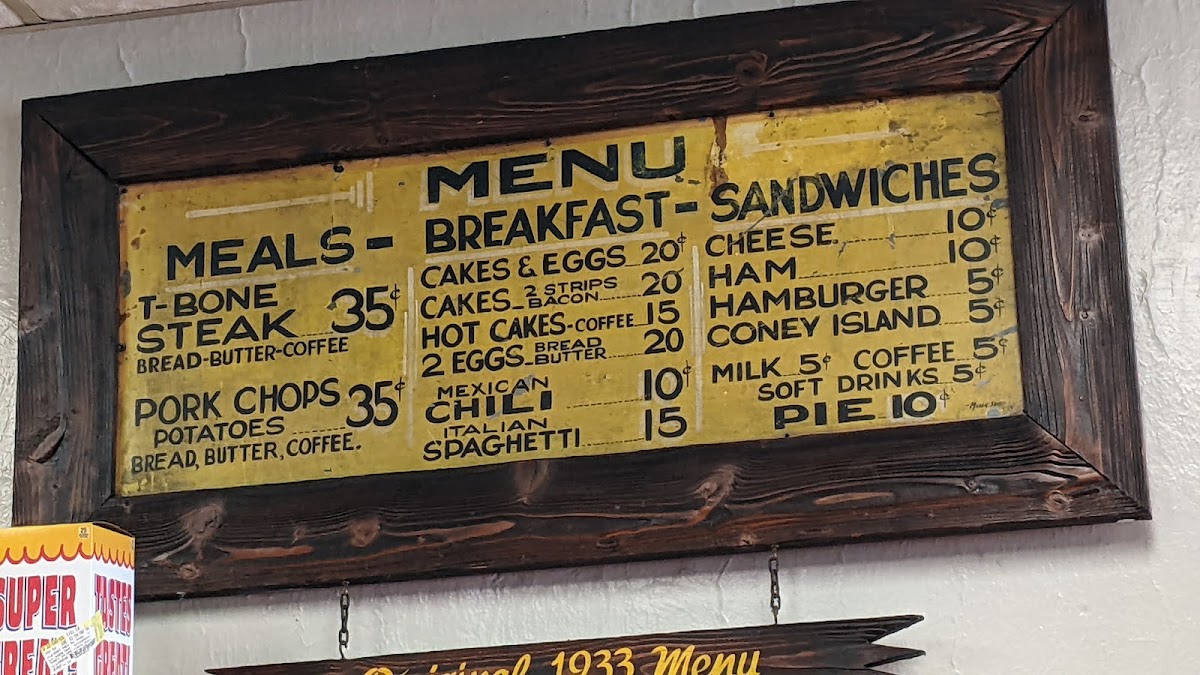 MENU
MEALS - BREAKFAST - SANDWICHES
T-BONE
STEAK 35¢
BREAD-BUTTER-COFFEE
PORK CHOPS 35¢
POTATOES
BREAD, BUTTER, COFFEE.
CAKES & EGGS 20¢
CAKES - 2 STRIPS BACON 20
HOT CAKES - COFFEE 15
2 EGGS - BREAD BUTTER 20
MEXICAN
CHILI 10¢
ITALIAN
SPAGHETTI 15
CHEESE 10¢
HAM 10¢
HAMBURGER 5¢
CONEY ISLAND 5¢
MILK 5¢ COFFEE 5¢
SOFT DRINKS 5¢
PIE 10¢
Original 1933 Menu
SUPER
TASTES
GREAT